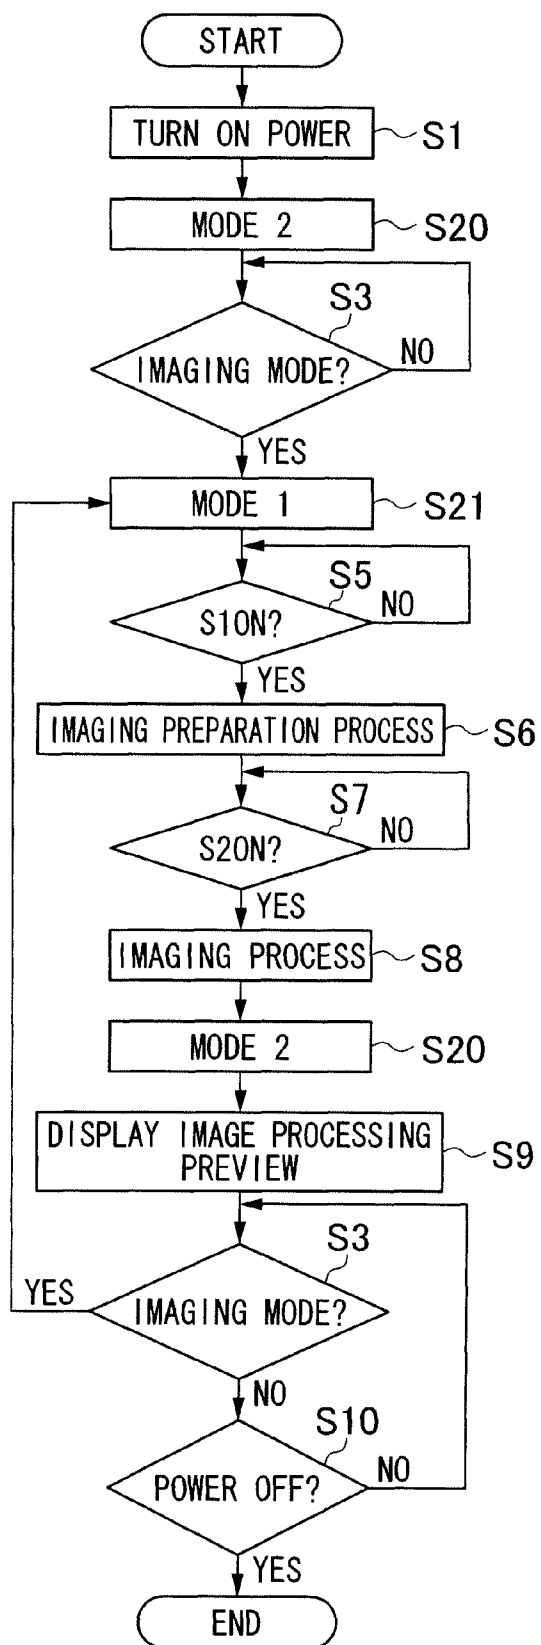 START
TURN ON POWER
S1
MODE 2
S20
S3
IMAGING MODE?
NO
YES
MODE 1
S21
S5
NO
S1ON?
YES
IMAGING PREPARATION PROCESS
S6
S7
NO
S2ON?
YES
IMAGING PROCESS
S8
MODE 2
S20
DISPLAY IMAGE PROCESSING
PREVIEW
S9
S3
YES
IMAGING MODE?
NO
S10
POWER OFF?
NO
YES
END